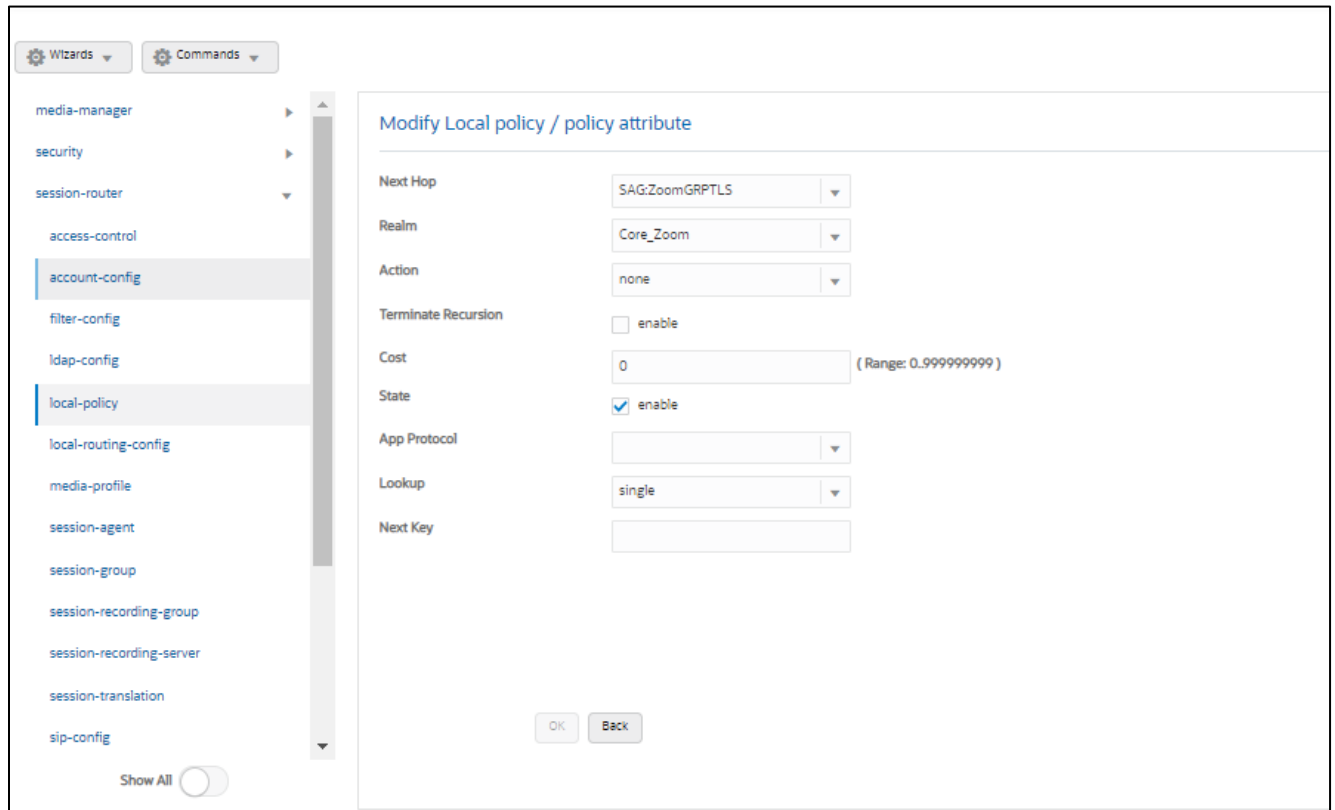 Wizards
Commands
media-manager
security
session-router
access-control
account-config
filter-config
ldap-config
local-policy
local-routing-config
media-profile
session-agent
session-group
session-recording-group
session-recording-server
session-translation
sip-config
Show All
Modify Local policy / policy attribute
Next Hop SAG:ZoomGRPTLS
Realm Core_Zoom
Action none
Terminate Recursion enable
Cost 0 ( Range: 0..999999999 )
State enable
App Protocol
Lookup single
Next Key
OK Back